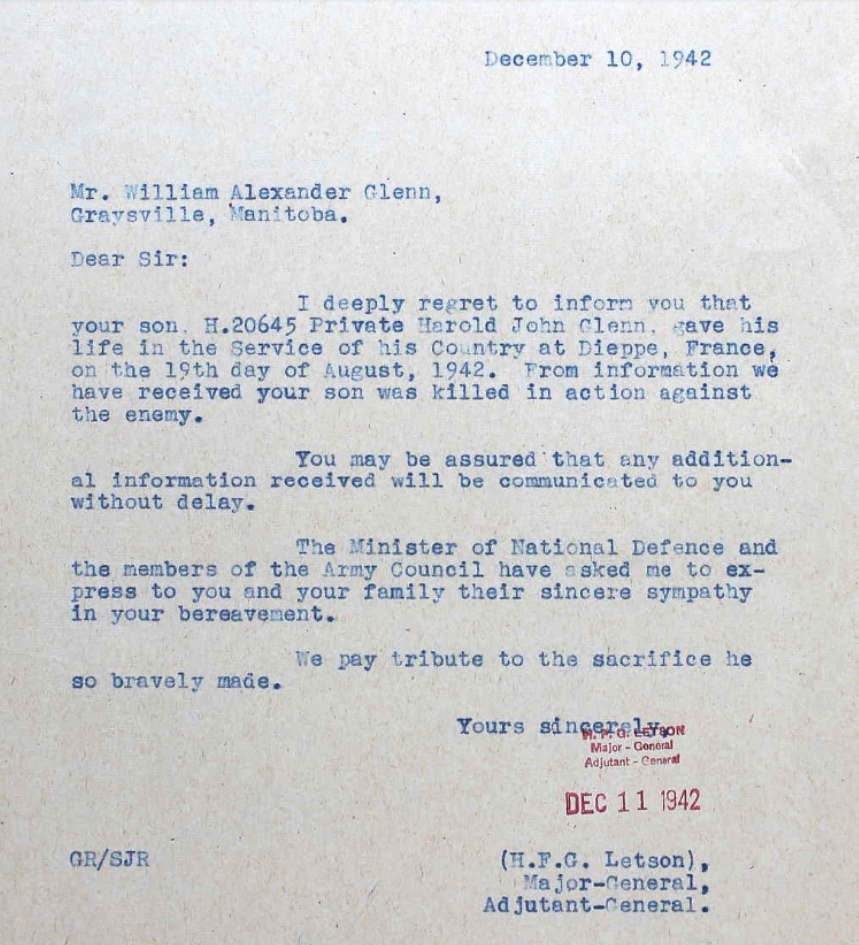 December 10, 1942
Mr. William Alexander Glenn,
Graysville, Manitoba.
Dear Sir:
I deeply regret to inform you that
your son, H.20645 Private Harold John Glenn, gave his
life in the Service of his Country at Dieppe, France,
on the 19th day of August, 1942. From information we
have received your son was killed in action against
the enemy.
You may be assured that any addition-
al information received will be communicated to you
without delay.
The Minister of National Defence and
the members of the Army Council have asked me to ex-
press to you and your family their sincere sympathy
in your bereavement.
We pay tribute to the sacrifice he
so bravely made.
Yours sincerely,
H. F. G. LETSON
Major - General
Adjutant - General
DEC 11 1942
GR/SJR
(H.F.G. Letson),
Major-General,
Adjutant-General.